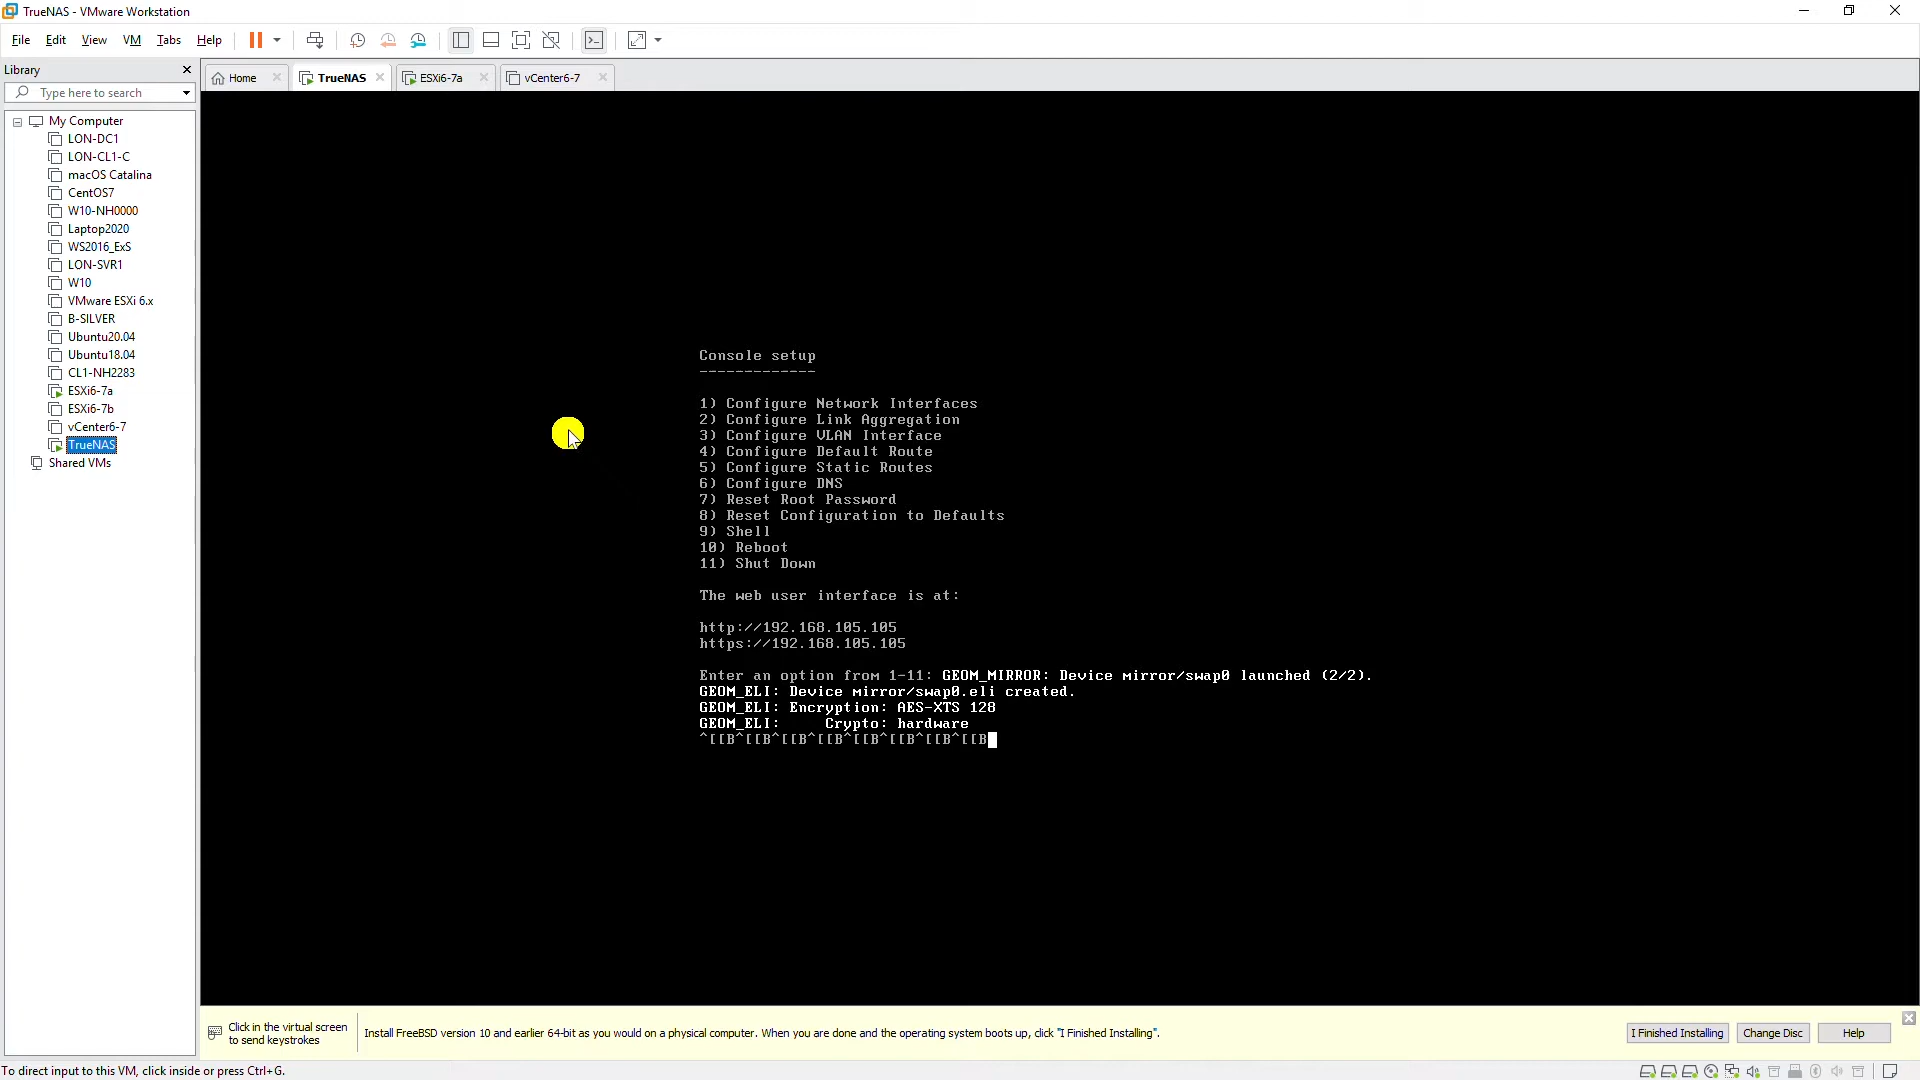 TrueNAS - VMware Workstation
File Edit View VM Tabs Help
Library
Type here to search
My Computer
LON-DC1
LON-CL1-C
macOS Catalina
CentOS7
W10-NH0000
Laptop2020
WS2016_ExS
LON-SVR1
W10
VMware ESXi 6.x
B-SILVER
Ubuntu20.04
Ubuntu18.04
CL1-NH2283
ESXi6-7a
ESXi6-7b
vCenter6-7
TrueNAS
Shared VMs
Home TrueNAS ESXi6-7a vCenter6-7
Console setup
-------------
1) Configure Network Interfaces
2) Configure Link Aggregation
3) Configure VLAN Interface
4) Configure Default Route
5) Configure Static Routes
6) Configure DNS
7) Reset Root Password
8) Reset Configuration to Defaults
9) Shell
10) Reboot
11) Shut Down
The web user interface is at:
http://192.168.105.105
https://192.168.105.105
Enter an option from 1-11: GEOM_MIRROR: Device mirror/swap0 launched (2/2).
GEOM_ELI: Device mirror/swap0.eli created.
GEOM_ELI: Encryption: AES-XTS 128
GEOM_ELI:     Crypto: hardware
^[[B^[[B^[[B^[[B^[[B^[[B^[[B^[[B
Click in the virtual screen
to send keystrokes
Install FreeBSD version 10 and earlier 64-bit as you would on a physical computer. When you are done and the operating system boots up, click "I Finished Installing".
I Finished Installing Change Disc Help
To direct input to this VM, click inside or press Ctrl+G.